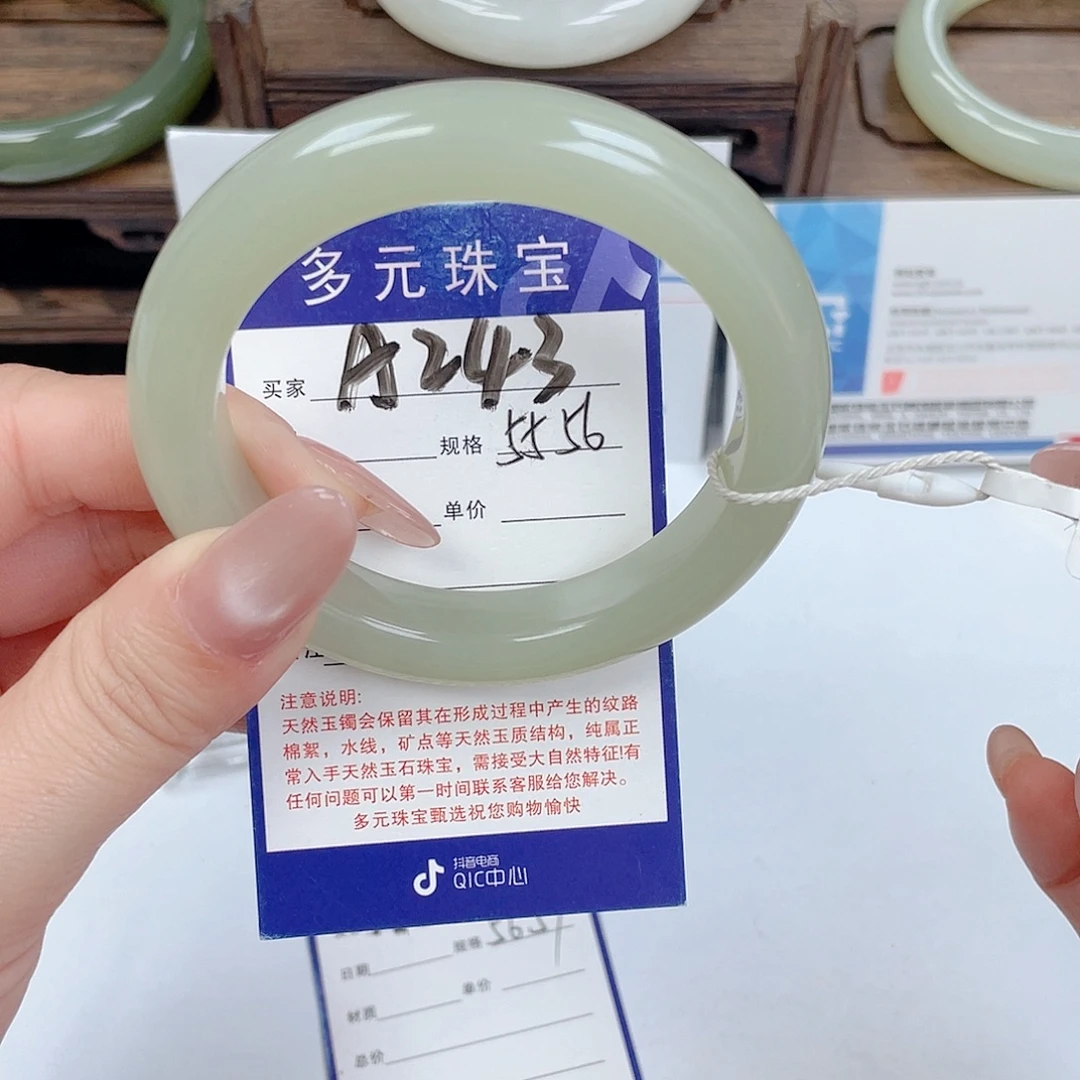 多元珠宝
买家 A243
规格 55 56
单价
注意说明:
天然玉镯会保留其在形成过程中产生的纹路
棉絮，水线，矿点等天然玉质结构，纯属正
常入手天然玉石珠宝，需接受大自然特征!有
任何问题可以第一时间联系客服给您解决。
多元珠宝甄选祝您购物愉快
抖音电商
QIC中心
规格
日期
单价
材质
总价